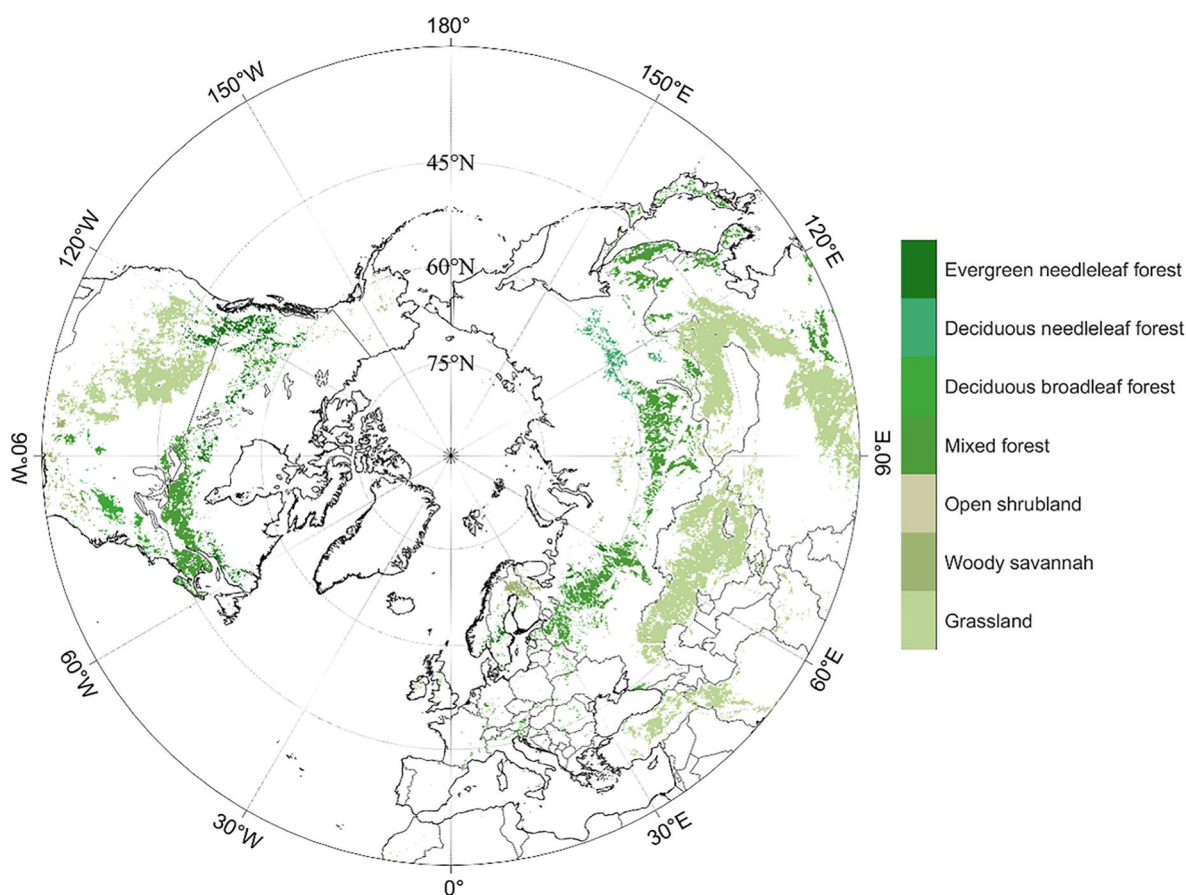 180°
150°W
150°E
45°N
120°W
120°E
60°N
75°N
90°W
90°E
60°W
60°E
30°W
30°E
0°
Evergreen needleleaf forest
Deciduous needleleaf forest
Deciduous broadleaf forest
Mixed forest
Open shrubland
Woody savannah
Grassland